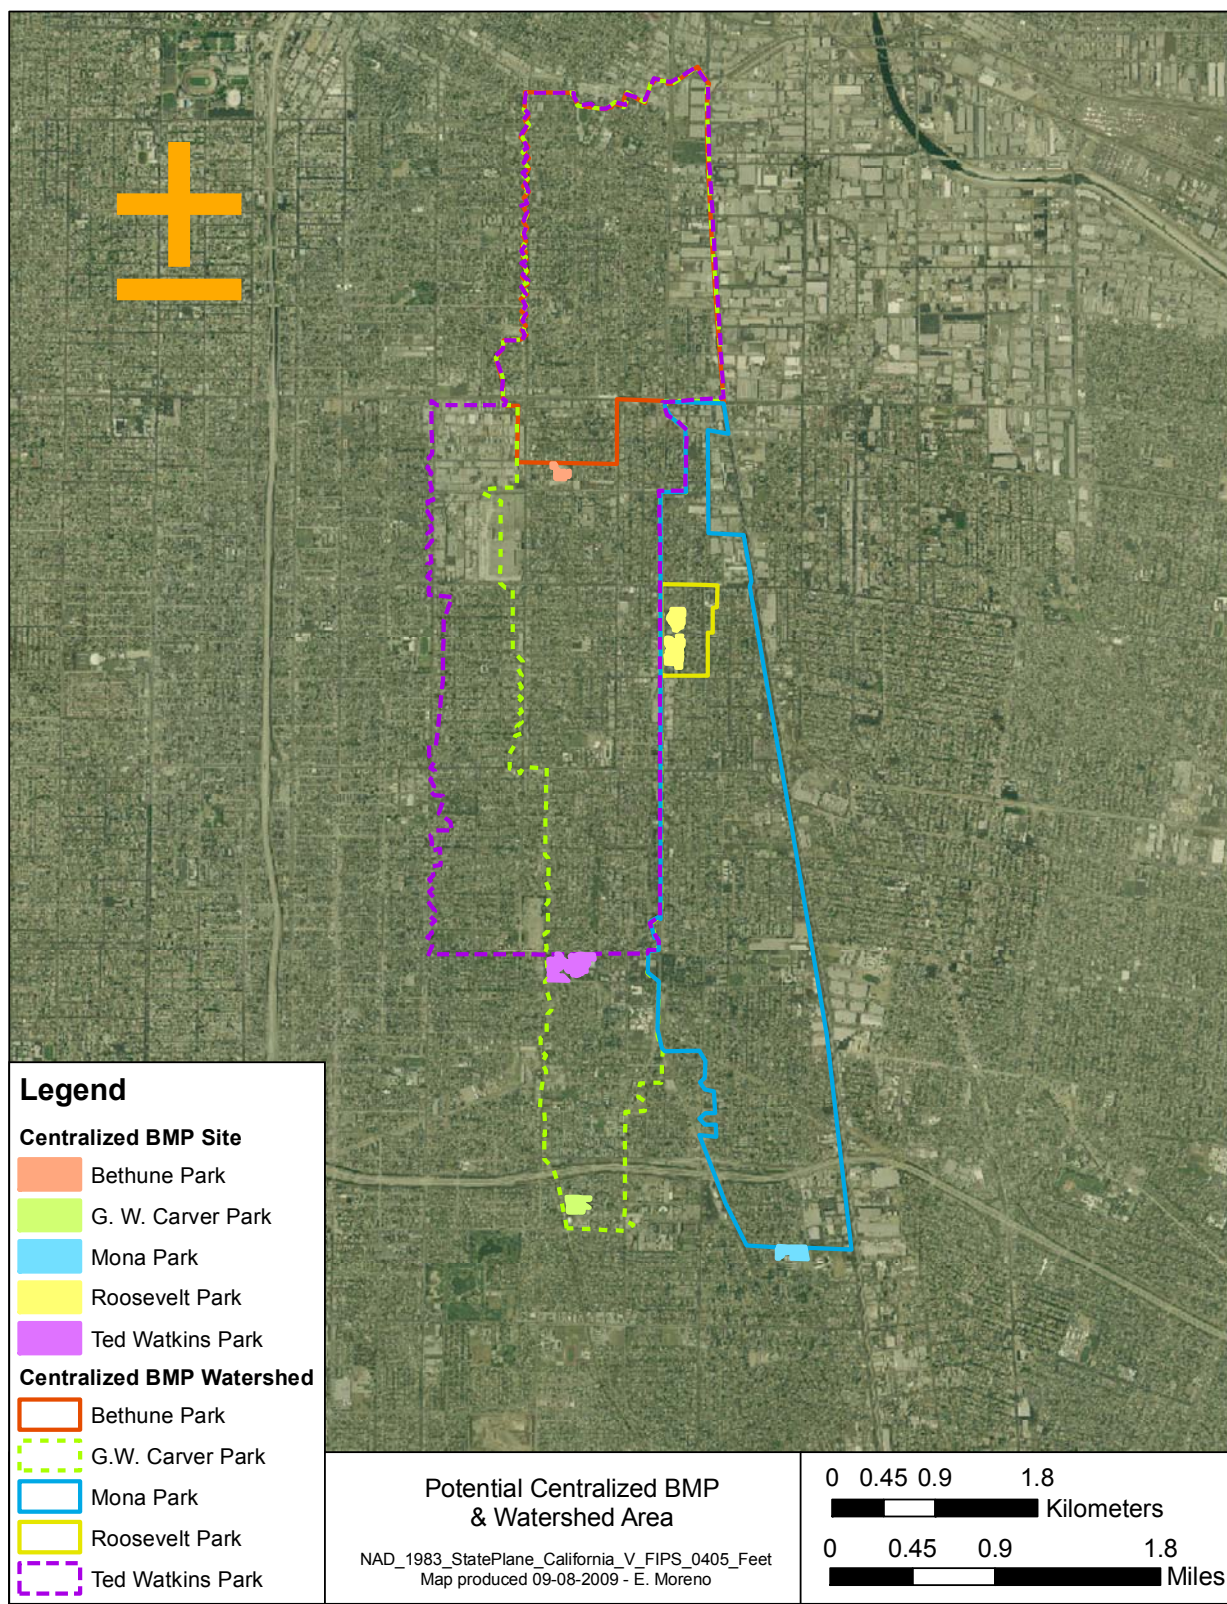 Legend
Centralized BMP Site
Bethune Park
G. W. Carver Park
Mona Park
Roosevelt Park
Ted Watkins Park
Centralized BMP Watershed
Bethune Park
G.W. Carver Park
Mona Park
Roosevelt Park
Ted Watkins Park
Potential Centralized BMP
& Watershed Area
NAD_1983_StatePlane_California_V_FIPS_0405_Feet
Map produced 09-08-2009 - E. Moreno
0 0.45 0.9 1.8
Kilometers
0 0.45 0.9 1.8
Miles